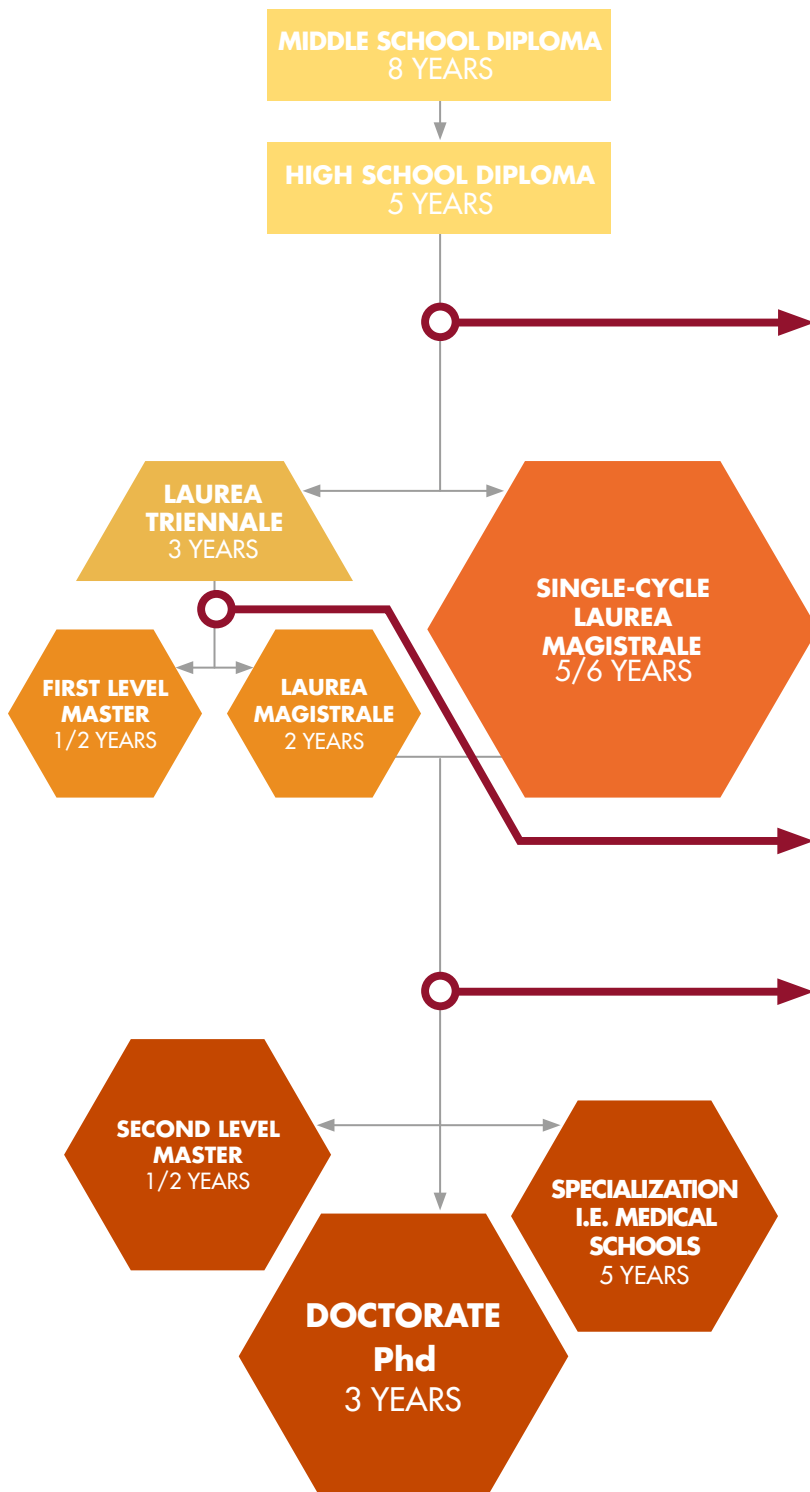 MIDDLE SCHOOL DIPLOMA
8 YEARS
HIGH SCHOOL DIPLOMA
5 YEARS
LAUREA
TRIENNALE
3 YEARS
SINGLE-CYCLE
LAUREA
MAGISTRALE
5/6 YEARS
FIRST LEVEL
MASTER
1/2 YEARS
LAUREA
MAGISTRALE
2 YEARS
SECOND LEVEL
MASTER
1/2 YEARS
SPECIALIZATION
I.E. MEDICAL
SCHOOLS
5 YEARS
DOCTORATE
Phd
3 YEARS